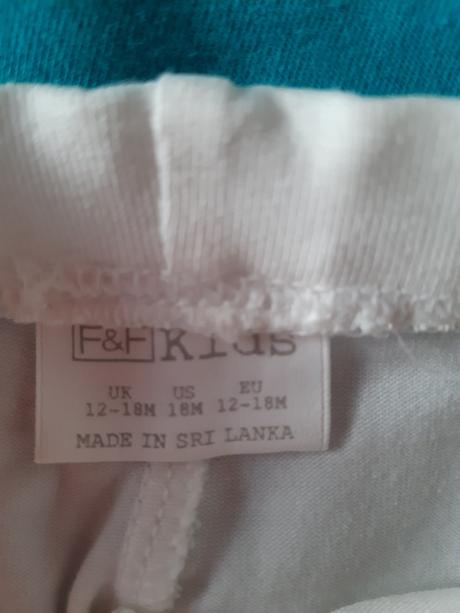 F&F Kids
UK US EU
12-18M 18M 12-18M
MADE IN SRI LANKA